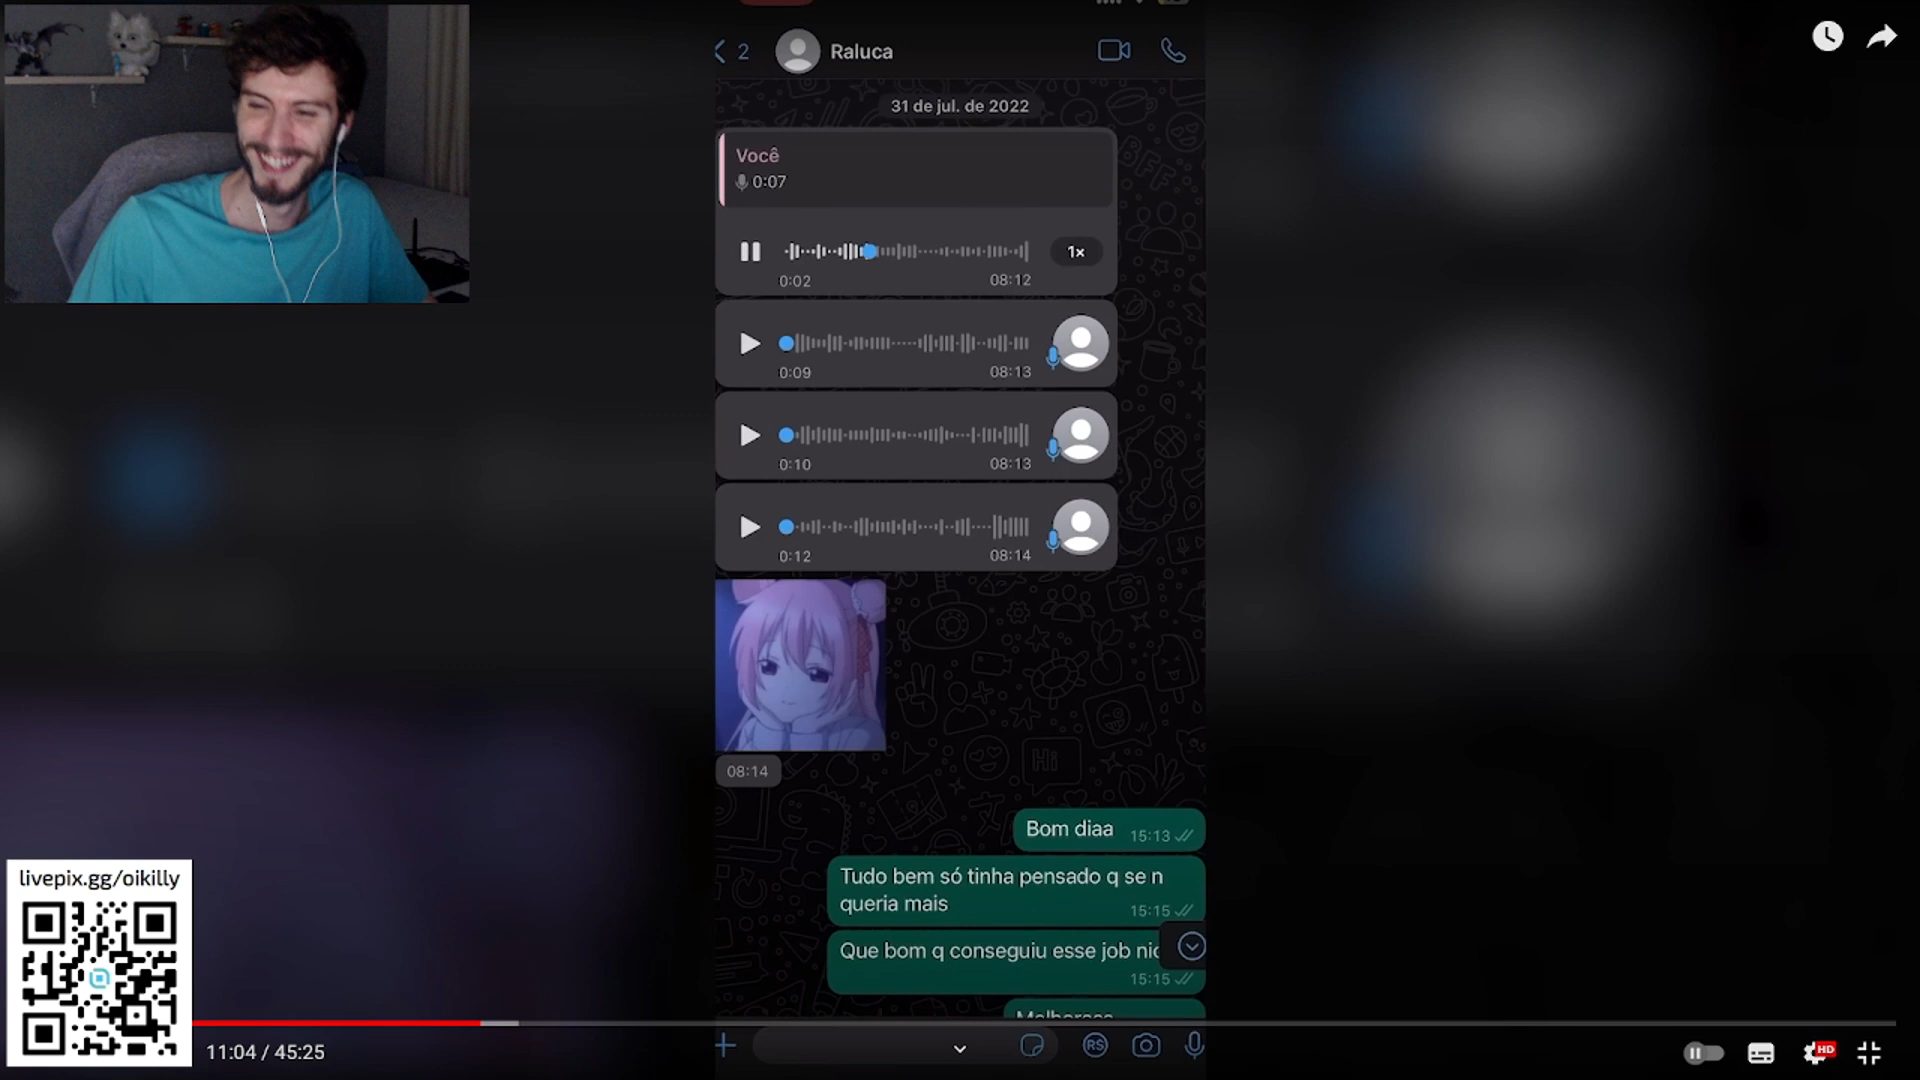 2
Raluca
31 de jul. de 2022
Você
0:07
1x
0:02
08:12
0:09
08:13
0:10
08:13
0:12
08:14
08:14
Bom diaa
15:13
Tudo bem só tinha pensado q se n
queria mais
15:15
Que bom q conseguiu esse job
15:15
livepix.gg/oikilly
11:04 / 45:25
R$
HD